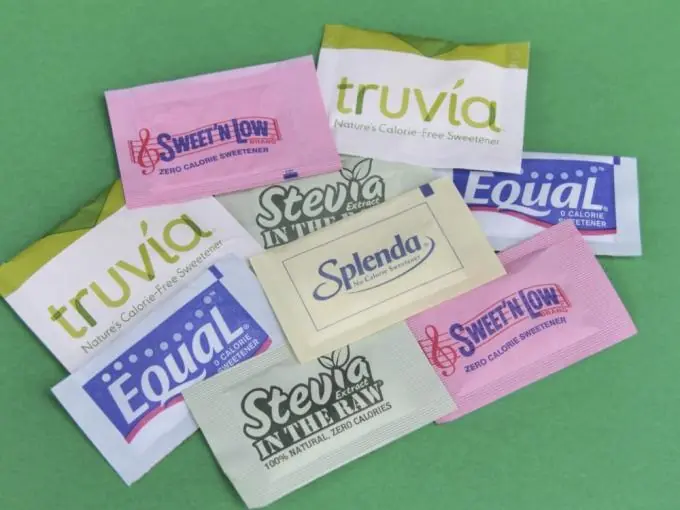 truvía
Nature's Calorie-Free Sweetener
SWEET'N LOW
BRAND
ZERO CALORIE SWEETENER
Stevia
Extract
IN THE RAW
EQuaL
0 CALORIE
SWEETENER
truvía
Nature's Calorie-Free Sweetener
Splenda
No Calorie Sweetener
SWEET'N LOW
BRAND
ZERO CALORIE SWEETENER
EQuaL
0 CALORIE
SWEETENER
Stevia
Extract
IN THE RAW
100% NATURAL, ZERO CALORIES